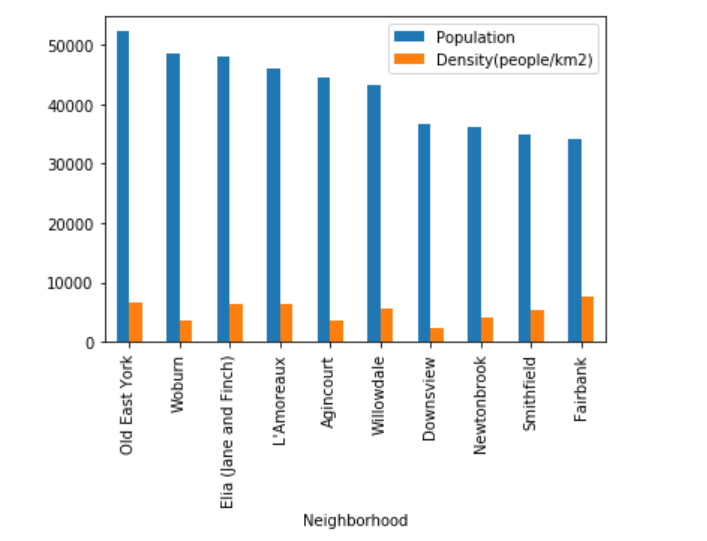 Population
Density(people/km2)
50000
40000
30000
20000
10000
0
Old East York
Woburn
Elia (Jane and Finch)
L'Amoreaux
Agincourt
Willowdale
Downsview
Newtonbrook
Smithfield
Fairbank
Neighborhood